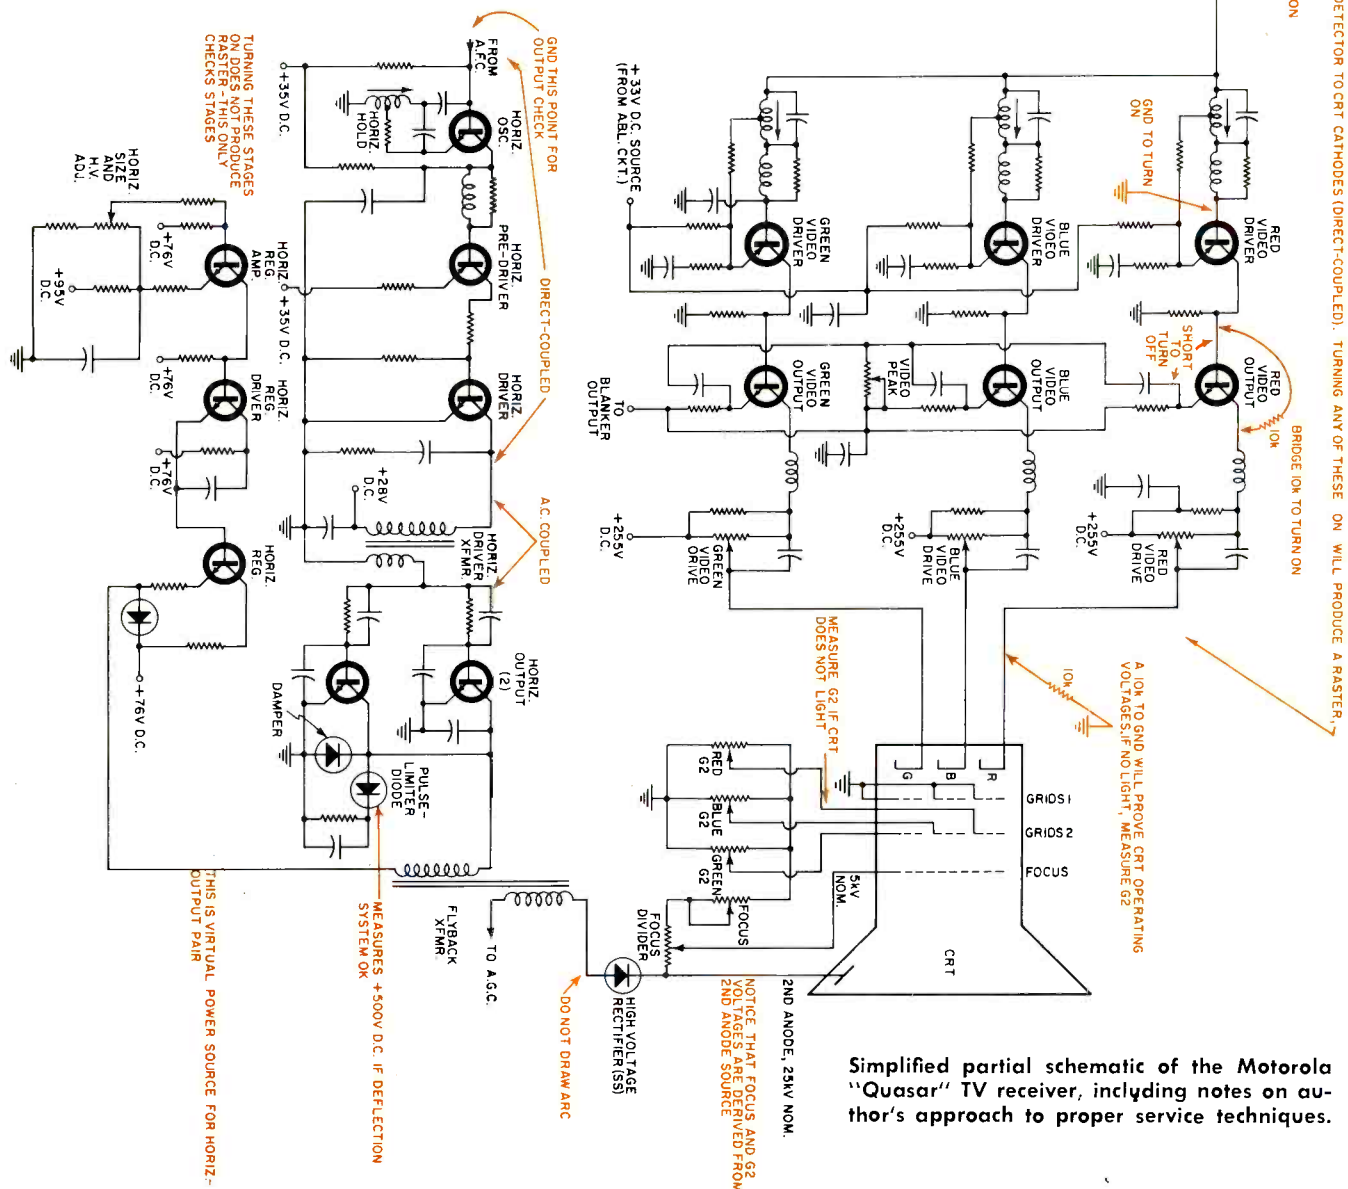 DETECTOR TO CRT CATHODES (DIRECT-COUPLED). TURNING ANY OF THESE ON WILL PRODUCE A RASTER,
ON
GND TO TURN
ON
RED
VIDEO
DRIVER
SHORT
TO
TURN
OFF
RED
VIDEO
OUTPUT
10k
BRIDGE 10k TO TURN ON
+255V
D.C.
RED
VIDEO
DRIVE
BLUE
VIDEO
DRIVER
BLUE
VIDEO
OUTPUT
+255V
D.C.
BLUE
VIDEO
DRIVE
GREEN
VIDEO
DRIVER
VIDEO
PEAK
GREEN
VIDEO
OUTPUT
+255V
D.C.
GREEN
VIDEO
DRIVE
+33V D.C. SOURCE
(FROM ABL. CKT.)
TO
BLANKER
OUTPUT
A 10k TO GND WILL PROVE CRT OPERATING
VOLTAGES. IF NO LIGHT, MEASURE G2
10k
MEASURE G2 IF CRT
DOES NOT LIGHT
G
B
R
GRIDS 1
GRIDS 2
FOCUS
CRT
RED
G2
BLUE
G2
GREEN
G2
FOCUS
5kV
NOM.
FOCUS
DIVIDER
2ND ANODE, 25kV NOM.
NOTICE THAT FOCUS AND G2
VOLTAGES ARE DERIVED FROM
2ND ANODE SOURCE
HIGH VOLTAGE
RECTIFIER (SS)
DO NOT DRAW ARC
GND THIS POINT FOR
OUTPUT CHECK
FROM
A.F.C.
HORIZ.
OSC.
HORIZ.
HOLD
+35V D.C.
DIRECT-COUPLED
HORIZ.
PRE-DRIVER
+35V D.C.
HORIZ.
DRIVER
A.C. COUPLED
+28V
D.C.
HORIZ.
DRIVER
XFMR.
HORIZ.
OUTPUT
(2)
DAMPER
PULSE-
LIMITER
DIODE
MEASURES +500V D.C. IF DEFLECTION
SYSTEM OK
FLYBACK
XFMR.
TO A.G.C.
TURNING THESE STAGES
ON DOES NOT PRODUCE
RASTER - THIS ONLY
CHECKS STAGES
HORIZ.
SIZE
AND
H.V.
ADJ.
+76V
D.C.
+95V
D.C.
HORIZ.
REG.
AMP.
+76V
D.C.
HORIZ.
REG.
DRIVER
+76V
D.C.
HORIZ.
REG.
+76V D.C.
THIS IS VIRTUAL POWER SOURCE FOR HORIZ.-
OUTPUT PAIR
Simplified partial schematic of the Motorola
"Quasar" TV receiver, including notes on au-
thor's approach to proper service techniques.